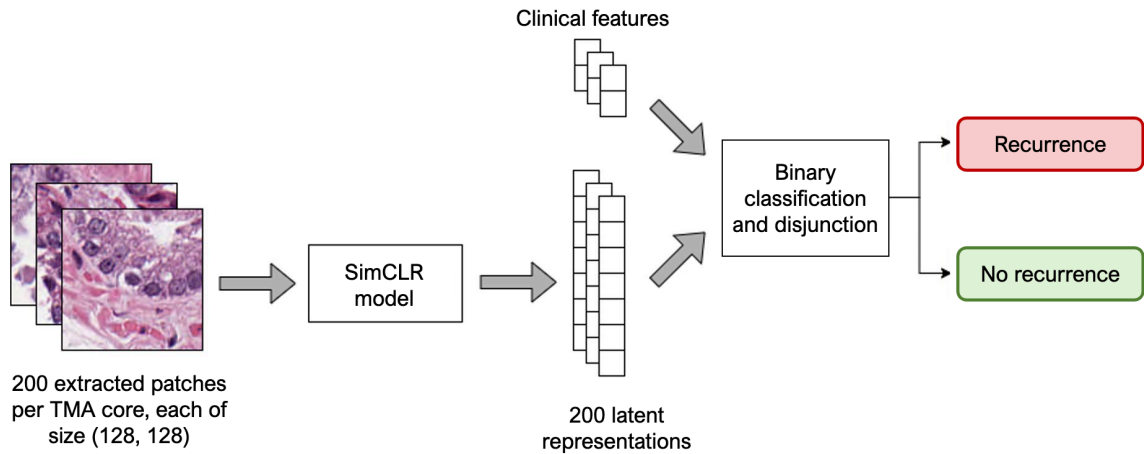 Clinical features
200 extracted patches
per TMA core, each of
size (128, 128)
SimCLR
model
200 latent
representations
Binary
classification
and disjunction
Recurrence
No recurrence